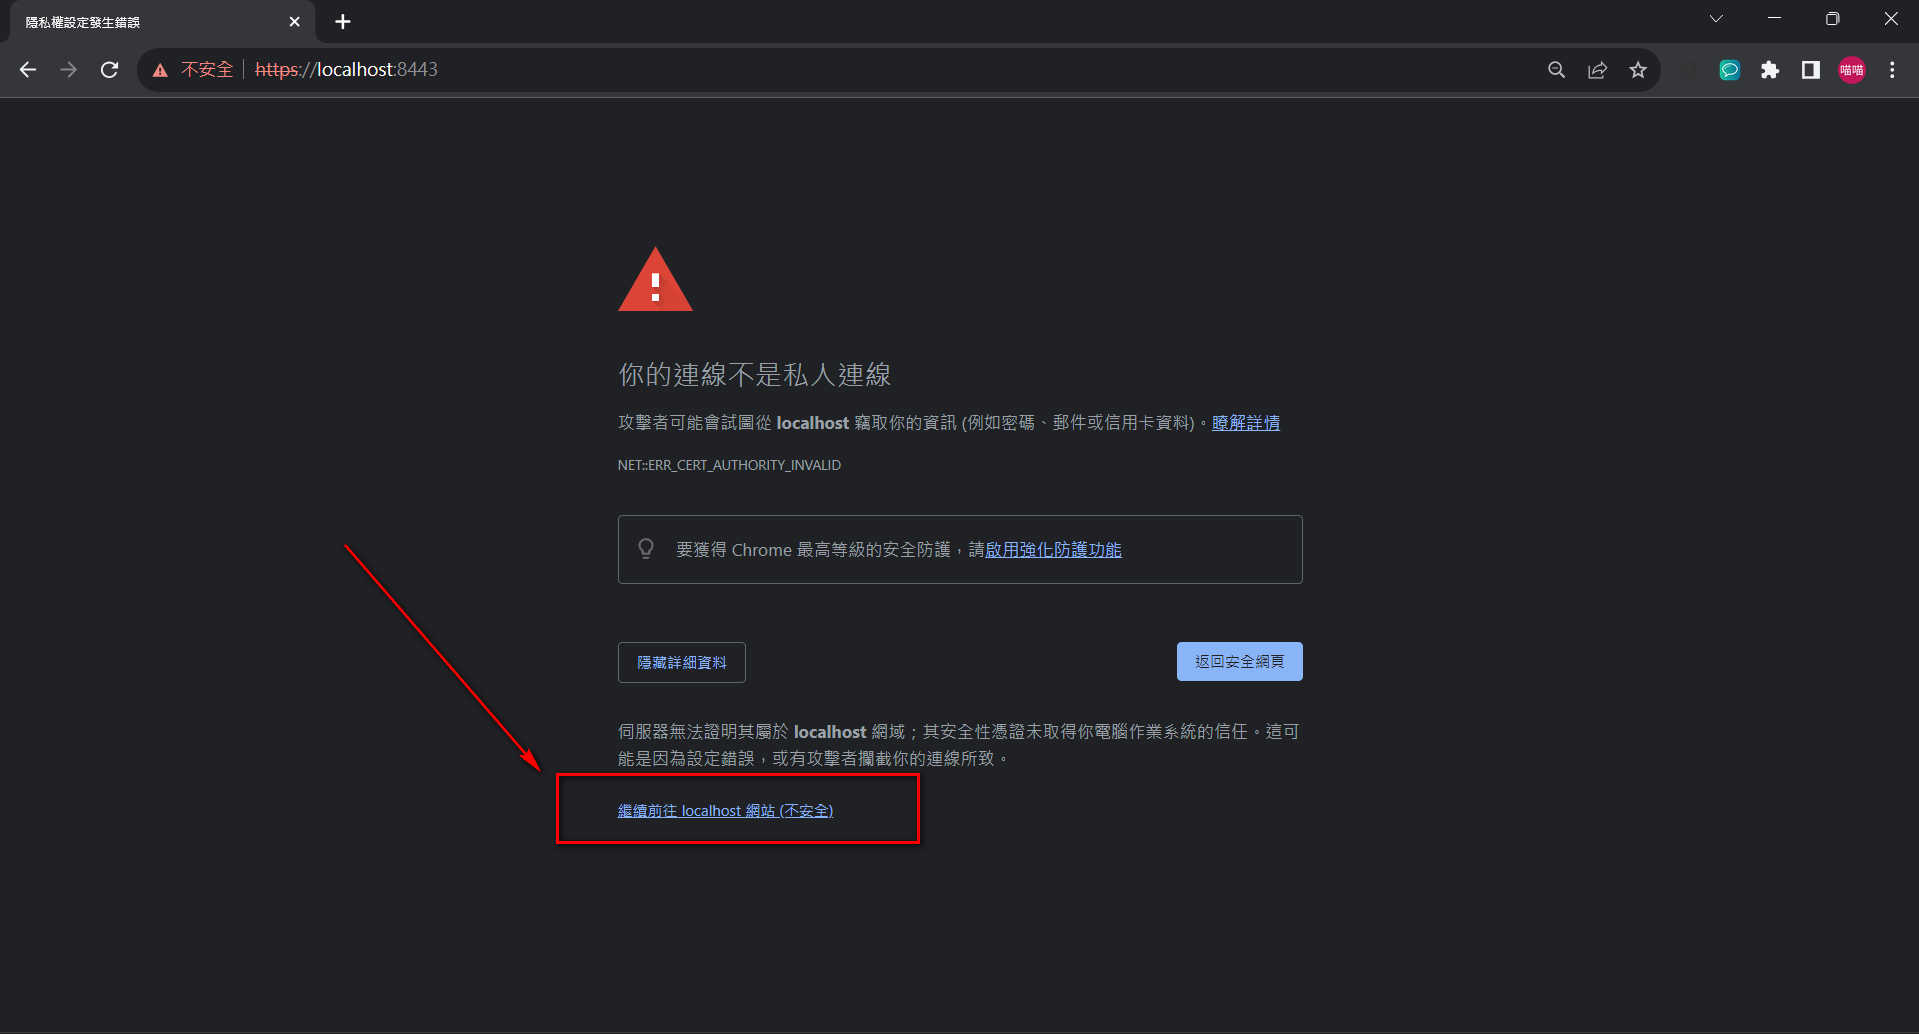 隱私權設定發生錯誤
不安全 https://localhost:8443
喵喵
你的連線不是私人連線
攻擊者可能會試圖從 localhost 竊取你的資訊 (例如密碼、郵件或信用卡資料)。瞭解詳情
NET::ERR_CERT_AUTHORITY_INVALID
要獲得 Chrome 最高等級的安全防護，請啟用強化防護功能
隱藏詳細資料
返回安全網頁
伺服器無法證明其屬於 localhost 網域；其安全性憑證未取得你電腦作業系統的信任。這可
能是因為設定錯誤，或有攻擊者攔截你的連線所致。
繼續前往 localhost 網站 (不安全)